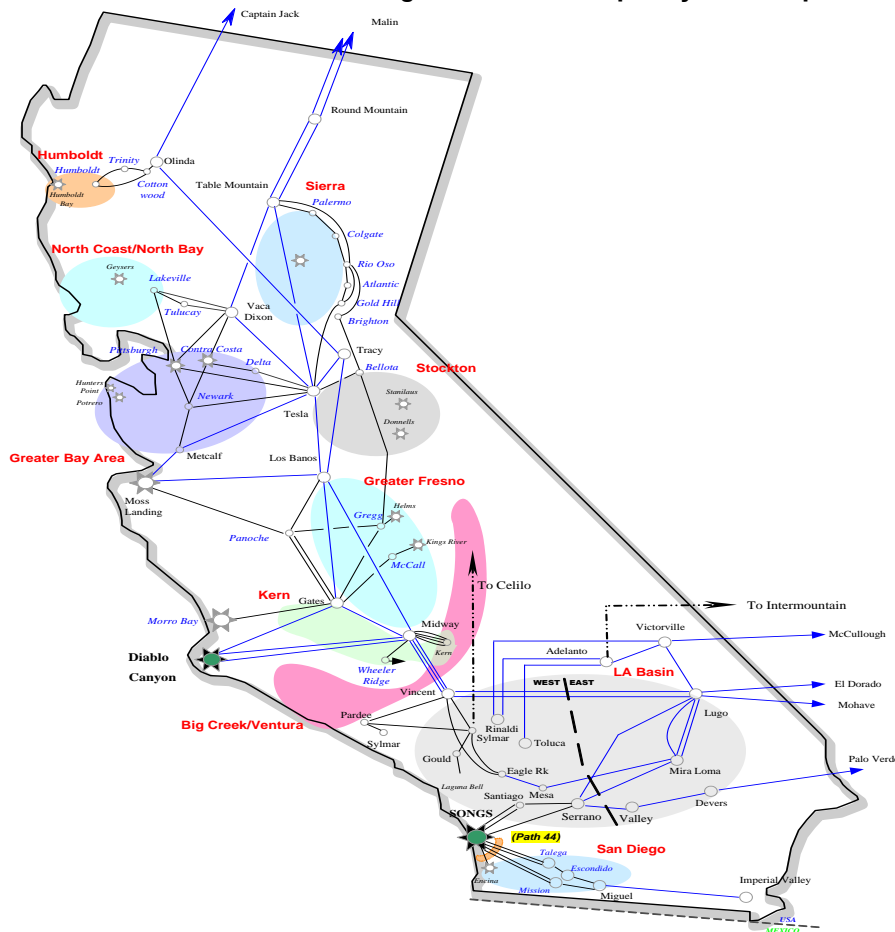 Captain Jack
Malin
Round Mountain
Humboldt
Trinity
Olinda
Humboldt
Cotton
wood
Humboldt
Bay
Table Mountain
Sierra
Palermo
Colgate
North Coast/North Bay
Geysers
Rio Oso
Lakeville
Atlantic
Tulucay
Vaca
Dixon
Gold Hill
Brighton
Pittsburgh
Contra Costa
Delta
Tracy
Bellota
Stockton
Hunters
Point
Potrero
Newark
Tesla
Stanilaus
Donnells
Metcalf
Los Banos
Greater Bay Area
Moss
Landing
Greater Fresno
Helms
Gregg
Panoche
Kings River
McCall
Kern
Gates
To Celilo
Morro Bay
Midway
Kern
To Intermountain
Victorville
McCullough
Adelanto
Diablo
Canyon
Wheeler
Ridge
LA Basin
WEST
EAST
El Dorado
Vincent
Lugo
Mohave
Big Creek/Ventura
Pardee
Rinaldi
Sylmar
Sylmar
Toluca
Gould
Eagle Rk
Mira Loma
Palo Verde
Laguna Bell
Mesa
Santiago
Devers
SONGS
Serrano
Valley
(Path 44)
San Diego
Talega
Escondido
Encina
Mission
Miguel
Imperial Valley
USA
MEXICO